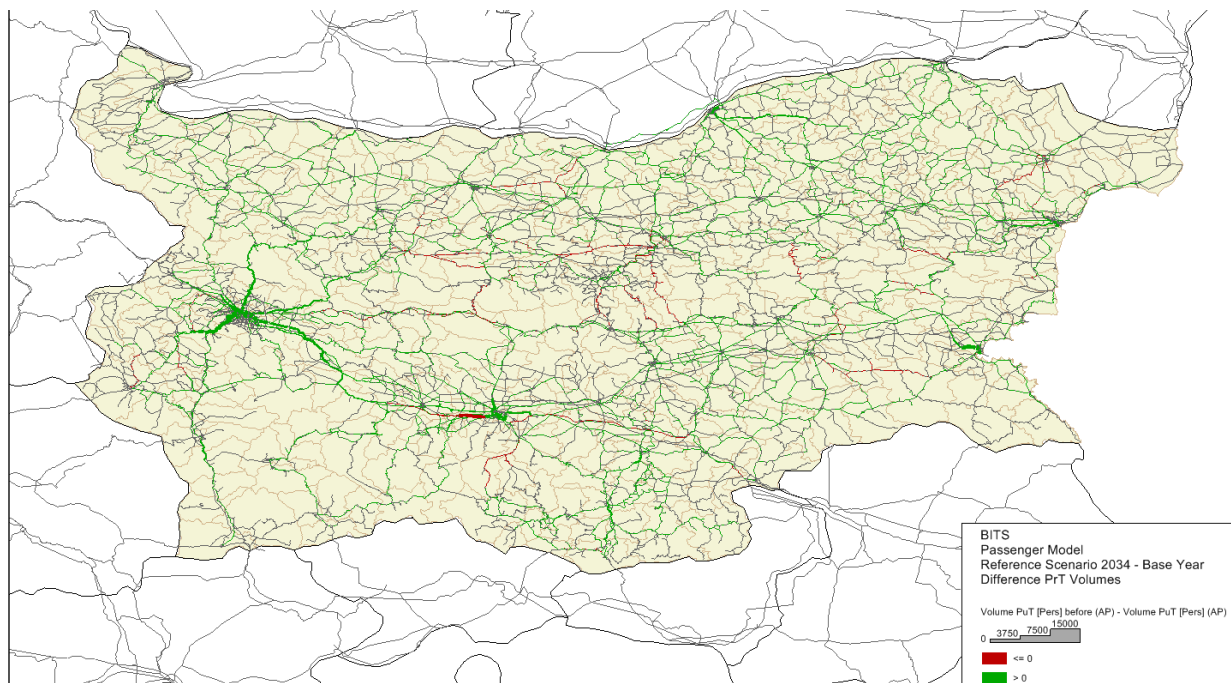 BITS
Passenger Model
Reference Scenario 2034 - Base Year
Difference PrT Volumes
Volume PuT [Pers] before (AP) - Volume PuT [Pers] (AP)
0 3750 7500 15000
<= 0
> 0